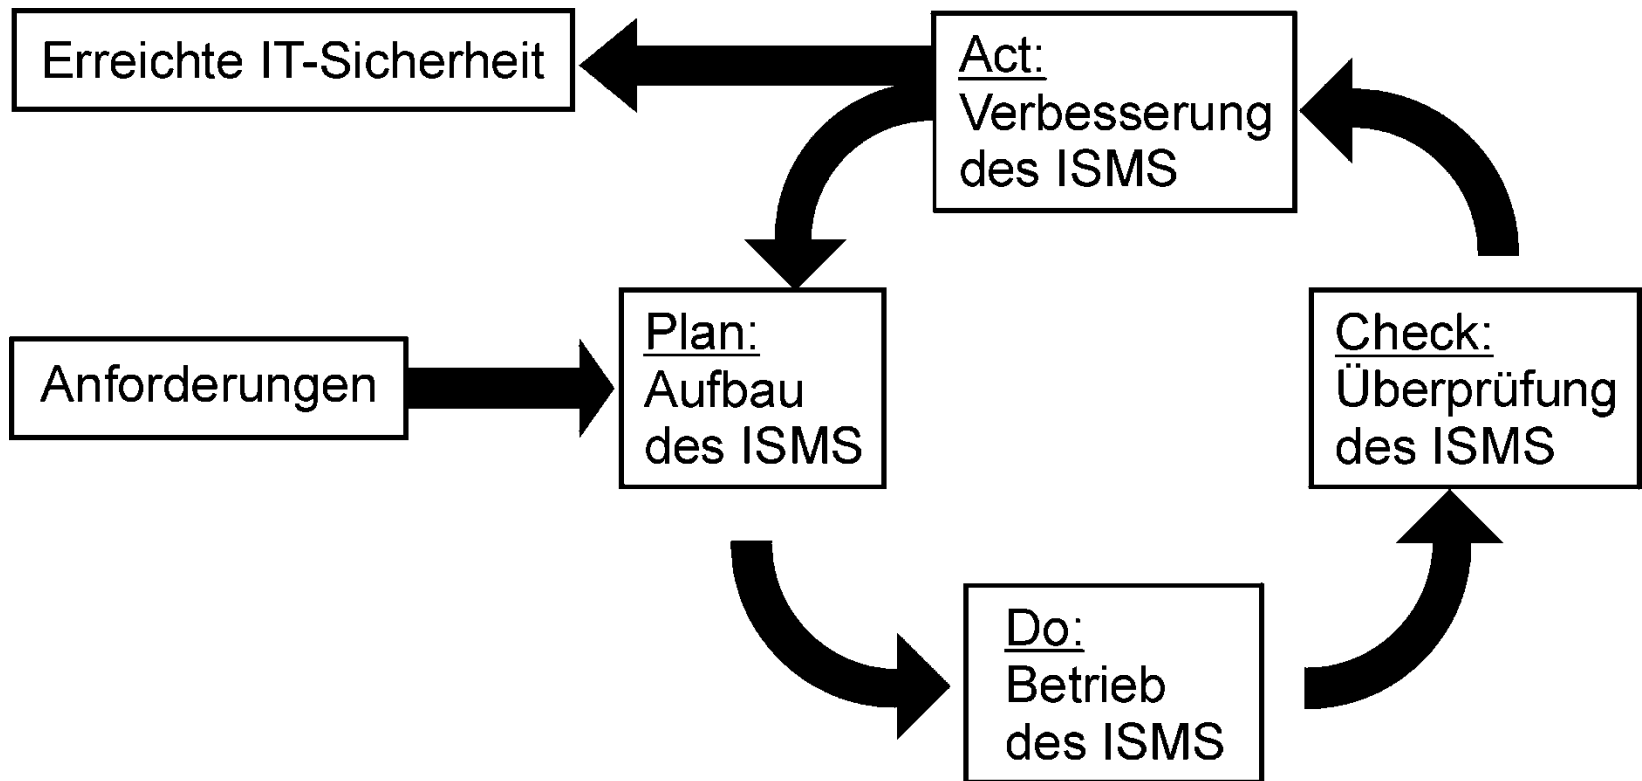 Erreichte IT-Sicherheit
Act:
Verbesserung
des ISMS
Anforderungen
Plan:
Aufbau
des ISMS
Check:
Überprüfung
des ISMS
Do:
Betrieb
des ISMS